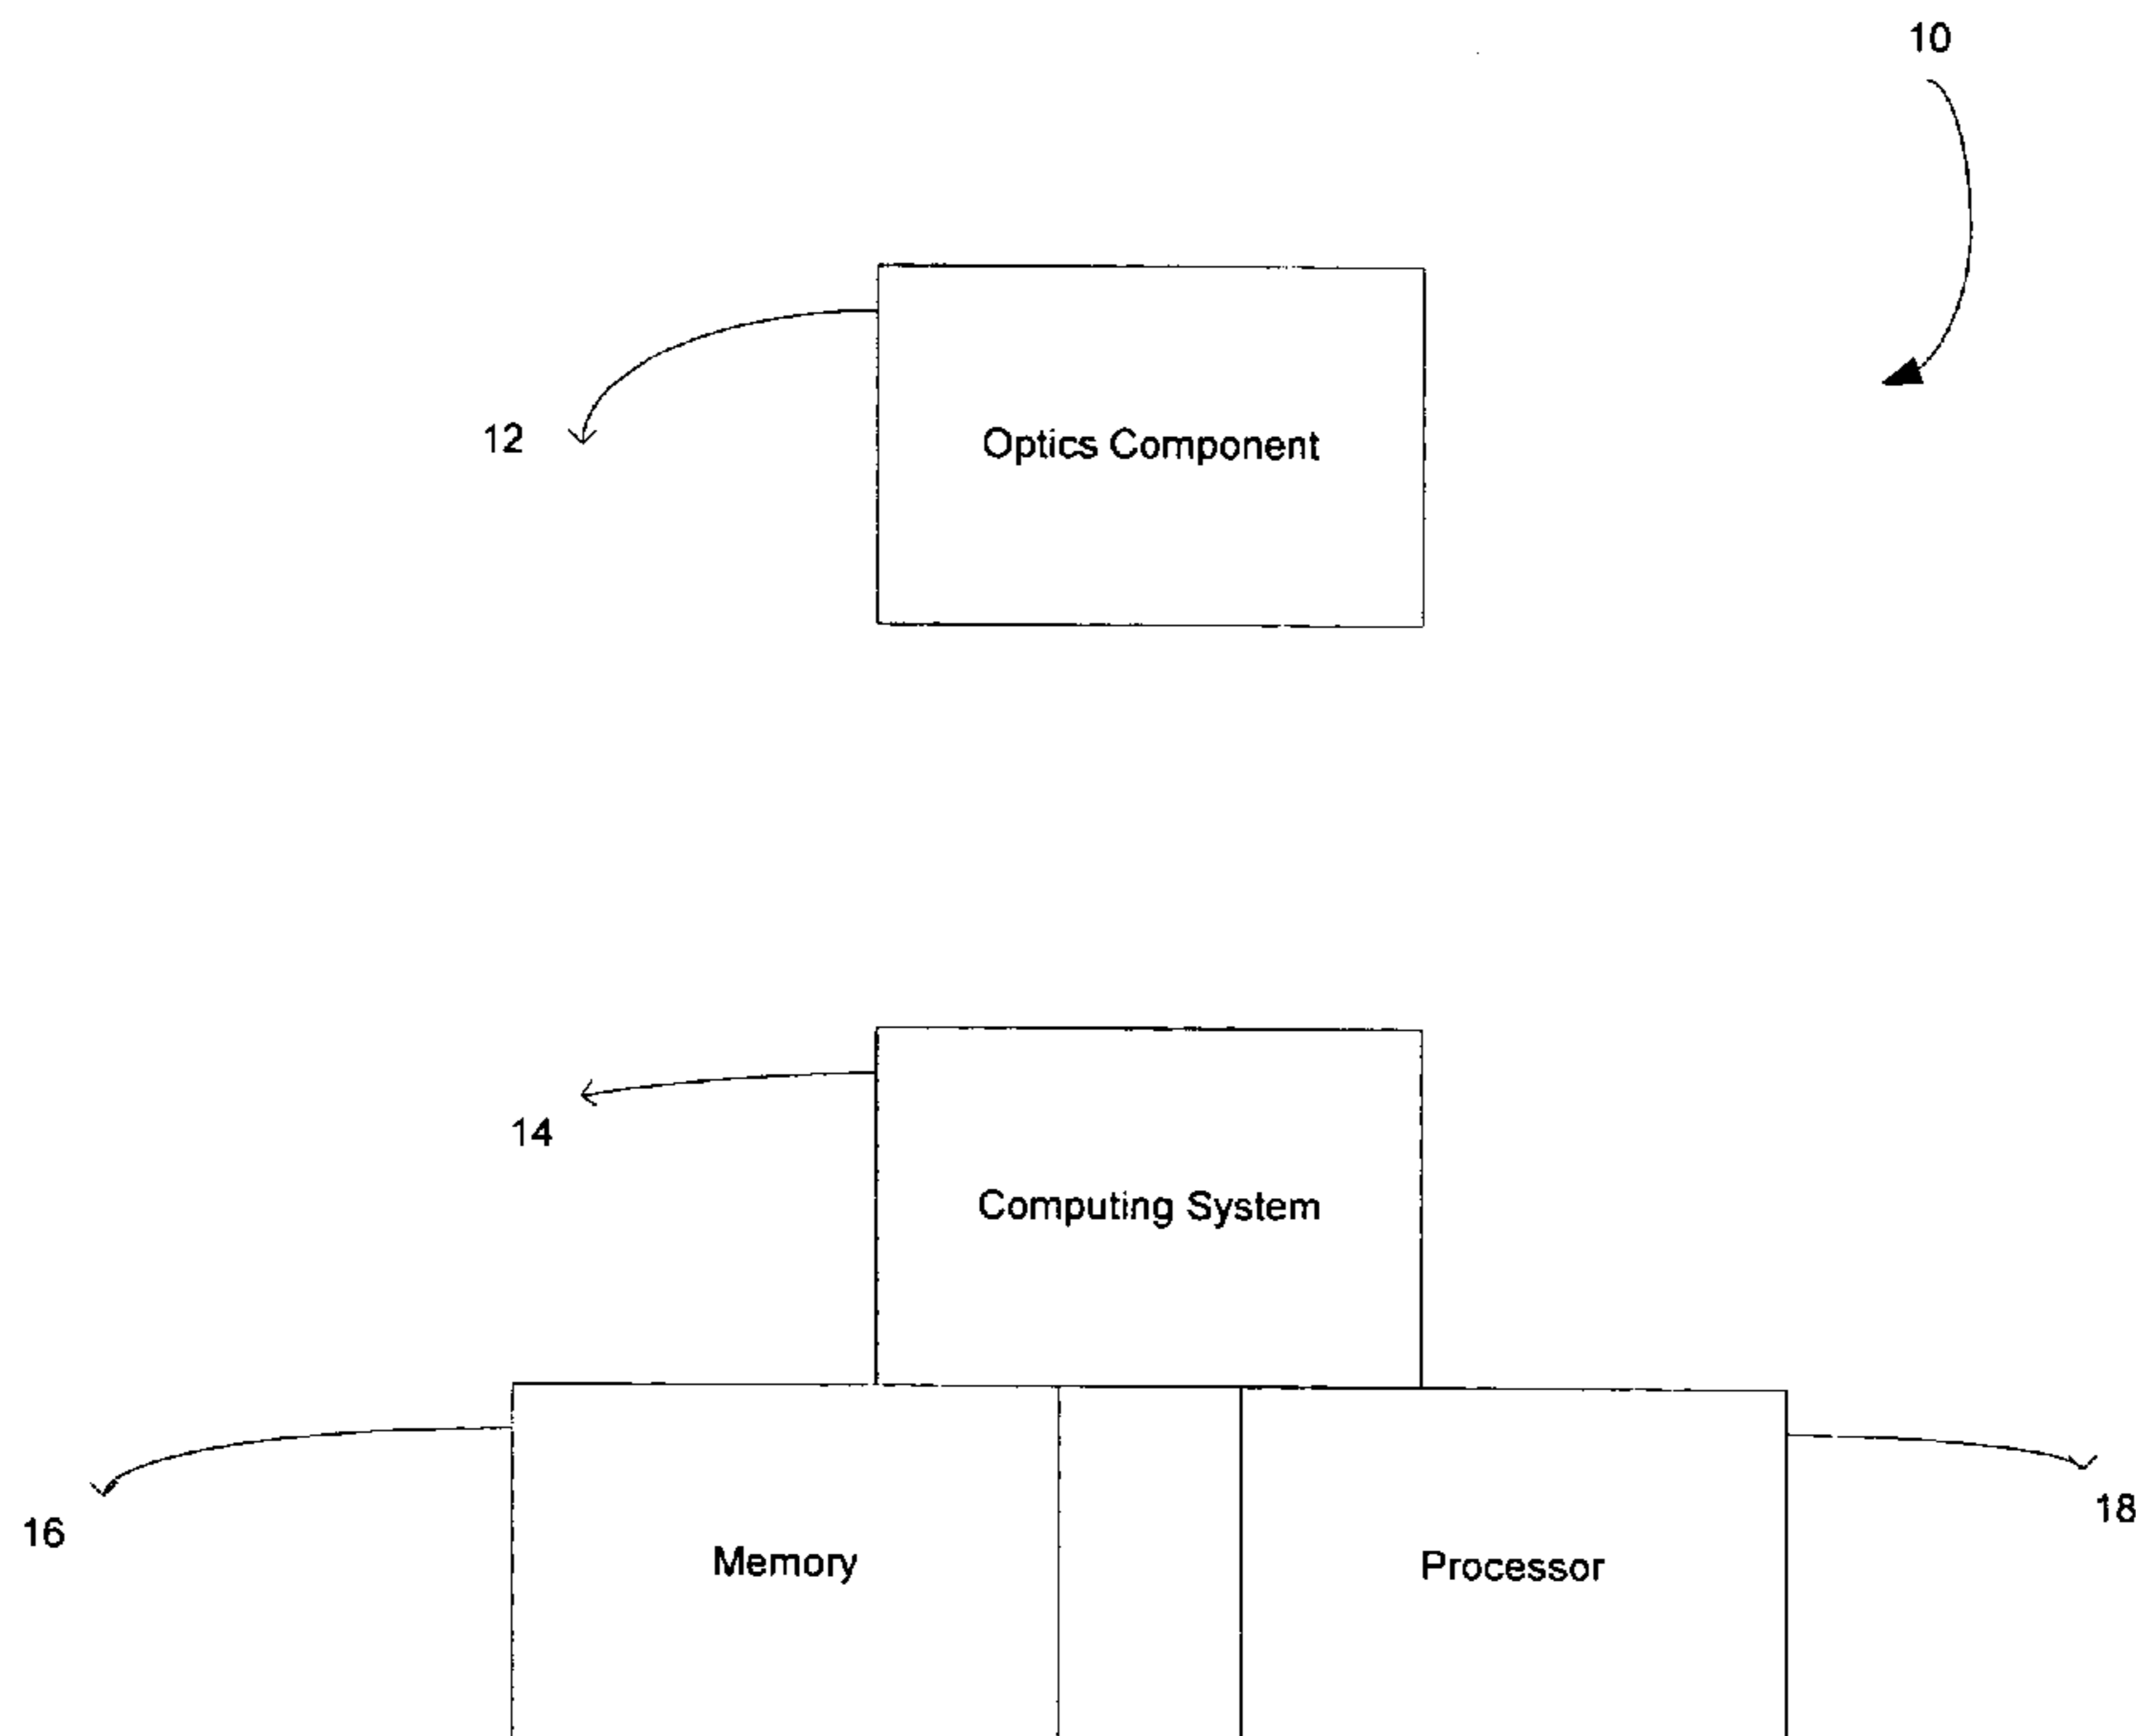 10
12
Optics Component
14
Computing System
16
18
Memory
Processor